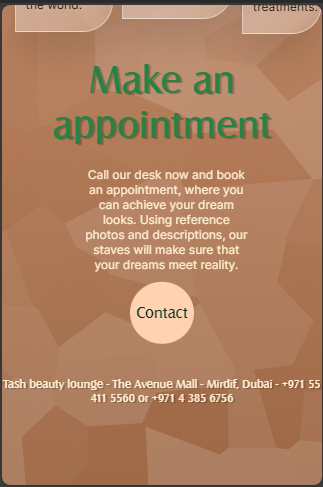 the world.
treatments.
Make an
appointment
Call our desk now and book
an appointment, where you
can achieve your dream
looks. Using reference
photos and descriptions, our
staves will make sure that
your dreams meet reality.
Contact
Tash beauty lounge - The Avenue Mall - Mirdif, Dubai - +971 55
411 5560 or +971 4 385 6756